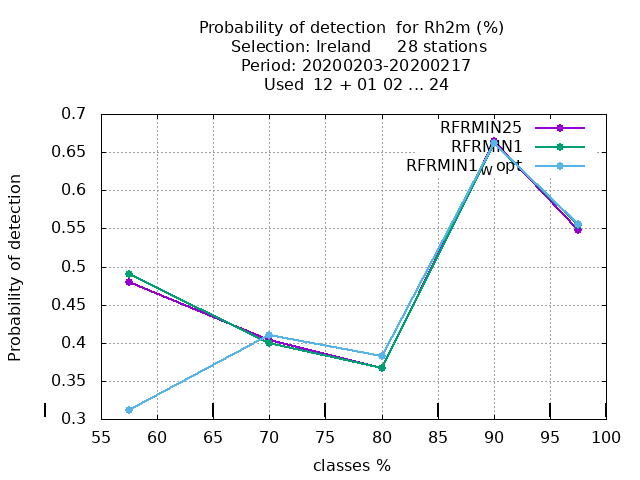 Probability of detection  for Rh2m (%)
Selection: Ireland     28 stations
Period: 20200203-20200217
Used  12 + 01 02 ... 24
0.7
0.65
0.6
0.55
0.5
0.45
0.4
0.35
0.3
Probability of detection
RFRMIN25
RFRMIN1
RFRMIN1wopt
55 60 65 70 75 80 85 90 95 100
classes %